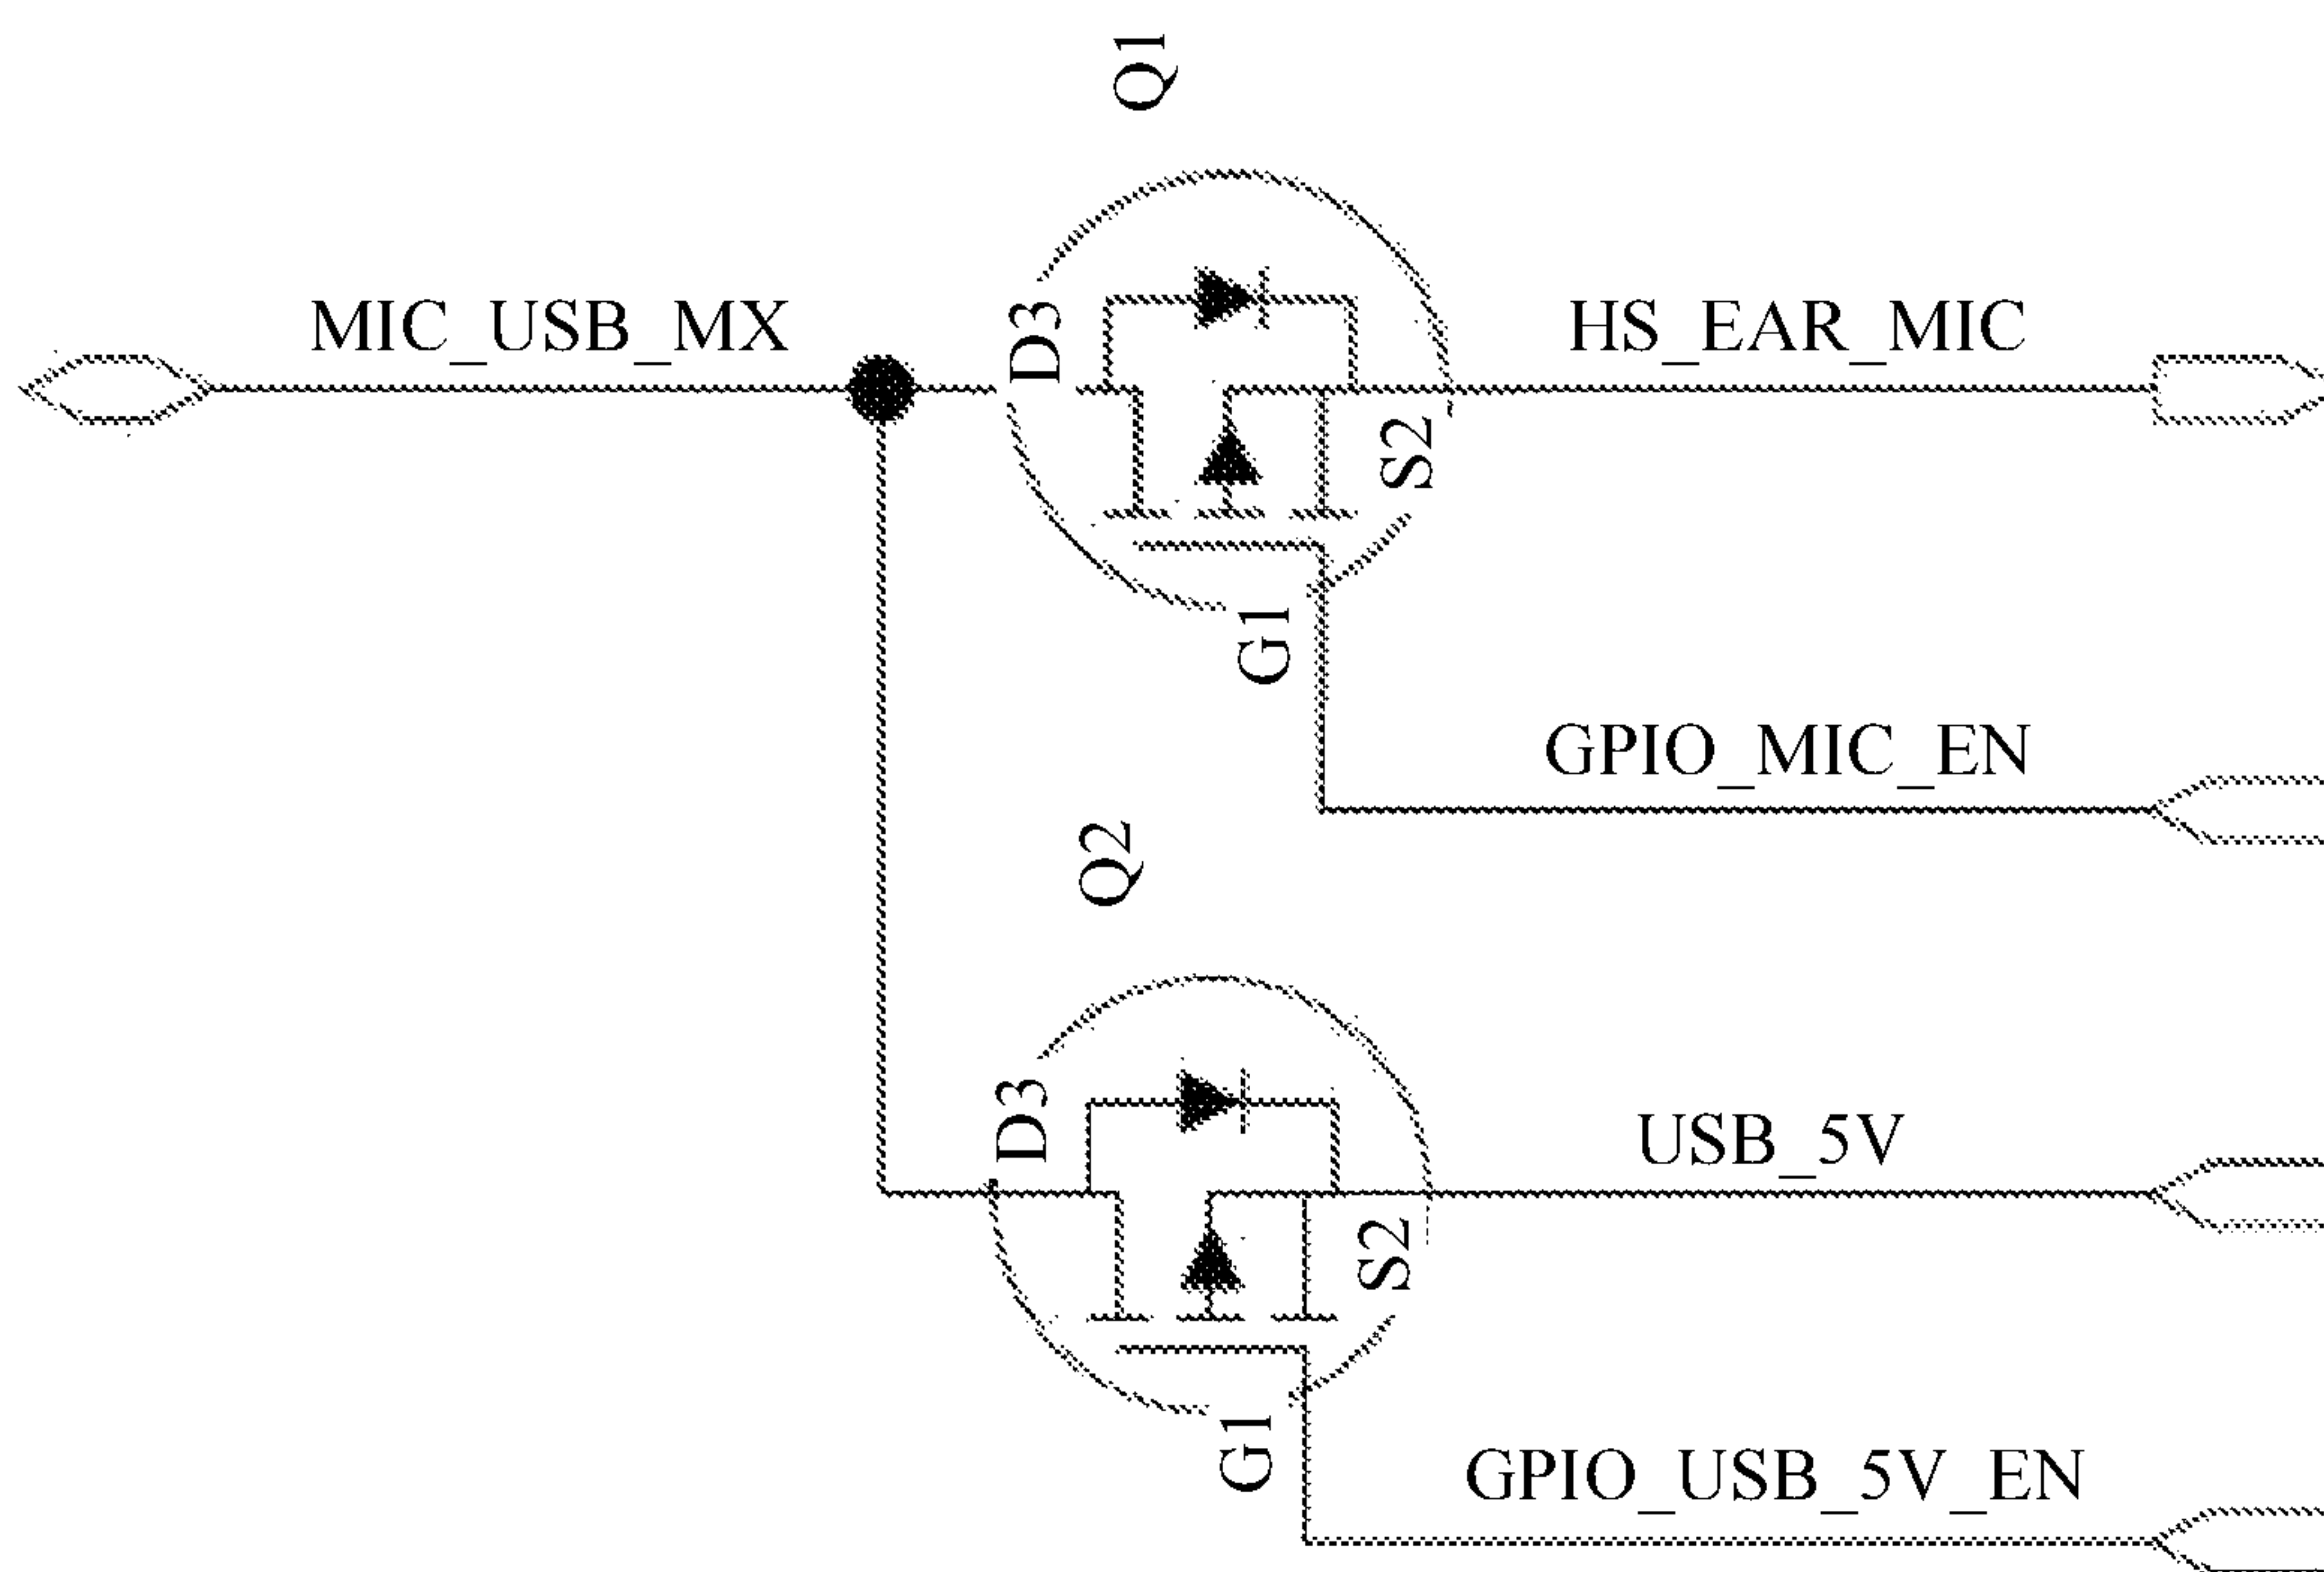 Q1
MIC_USB_MX
D3
HS_EAR_MIC
S2
G1
GPIO_MIC_EN
Q2
D3
USB_5V
S2
G1
GPIO_USB_5V_EN